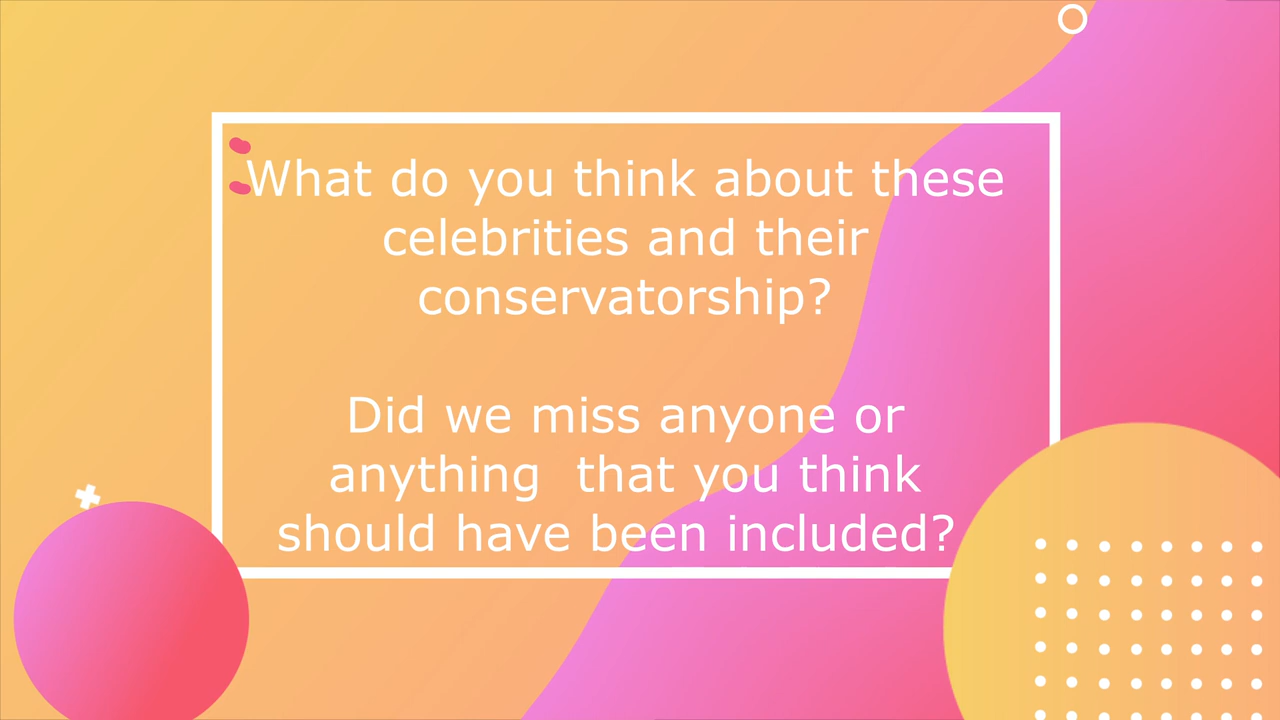 What do you think about these
celebrities and their
conservatorship?
Did we miss anyone or
anything  that you think
should have been included?